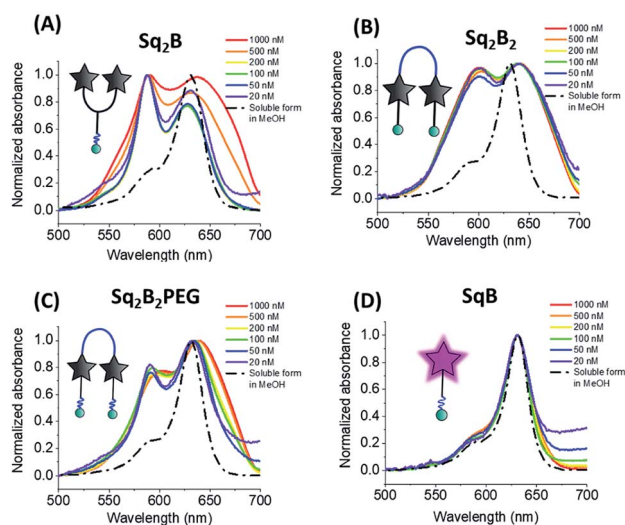 (A)
Sq₂B
1000 nM
500 nM
200 nM
100 nM
50 nM
20 nM
Soluble form
in MeOH
Normalized absorbance
1.0
0.8
0.6
0.4
0.2
0.0
500 550 600 650 700
Wavelength (nm)
(B)
Sq₂B₂
1000 nM
500 nM
200 nM
100 nM
50 nM
20 nM
Soluble form
in MeOH
Normalized absorbance
1.0
0.8
0.6
0.4
0.2
0.0
500 550 600 650 700
Wavelength (nm)
(C)
Sq₂B₂PEG
1000 nM
500 nM
200 nM
100 nM
50 nM
20 nM
Soluble form
in MeOH
Normalized absorbance
1.0
0.8
0.6
0.4
0.2
0.0
500 550 600 650 700
Wavelength (nm)
(D)
SqB
1000 nM
500 nM
200 nM
100 nM
50 nM
20 nM
Soluble form
in MeOH
Normalized absorbance
1.0
0.8
0.6
0.4
0.2
0.0
500 550 600 650 700
Wavelength (nm)